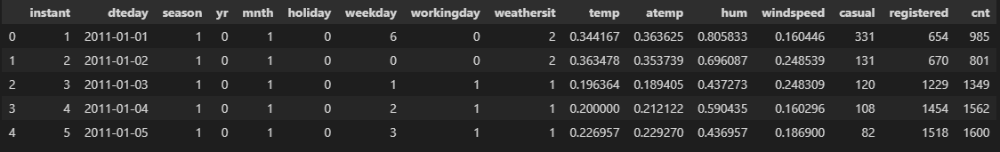 instant dteday season yr mnth holiday weekday workingday weathersit temp atemp hum windspeed casual registered cnt
0 1 2011-01-01 1 0 1 0 6 0 2 0.344167 0.363625 0.805833 0.160446 331 654 985
1 2 2011-01-02 1 0 1 0 0 0 2 0.363478 0.353739 0.696087 0.248539 131 670 801
2 3 2011-01-03 1 0 1 0 1 1 1 0.196364 0.189405 0.437273 0.248309 120 1229 1349
3 4 2011-01-04 1 0 1 0 2 1 1 0.200000 0.212122 0.590435 0.160296 108 1454 1562
4 5 2011-01-05 1 0 1 0 3 1 1 0.226957 0.229270 0.436957 0.186900 82 1518 1600